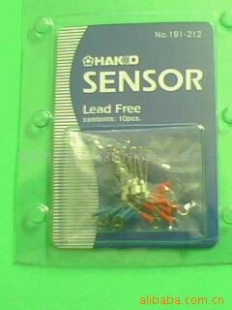 No.191-212
HAKKO
SENSOR
Lead Free
contents: 10pcs.
alibaba.com.cn